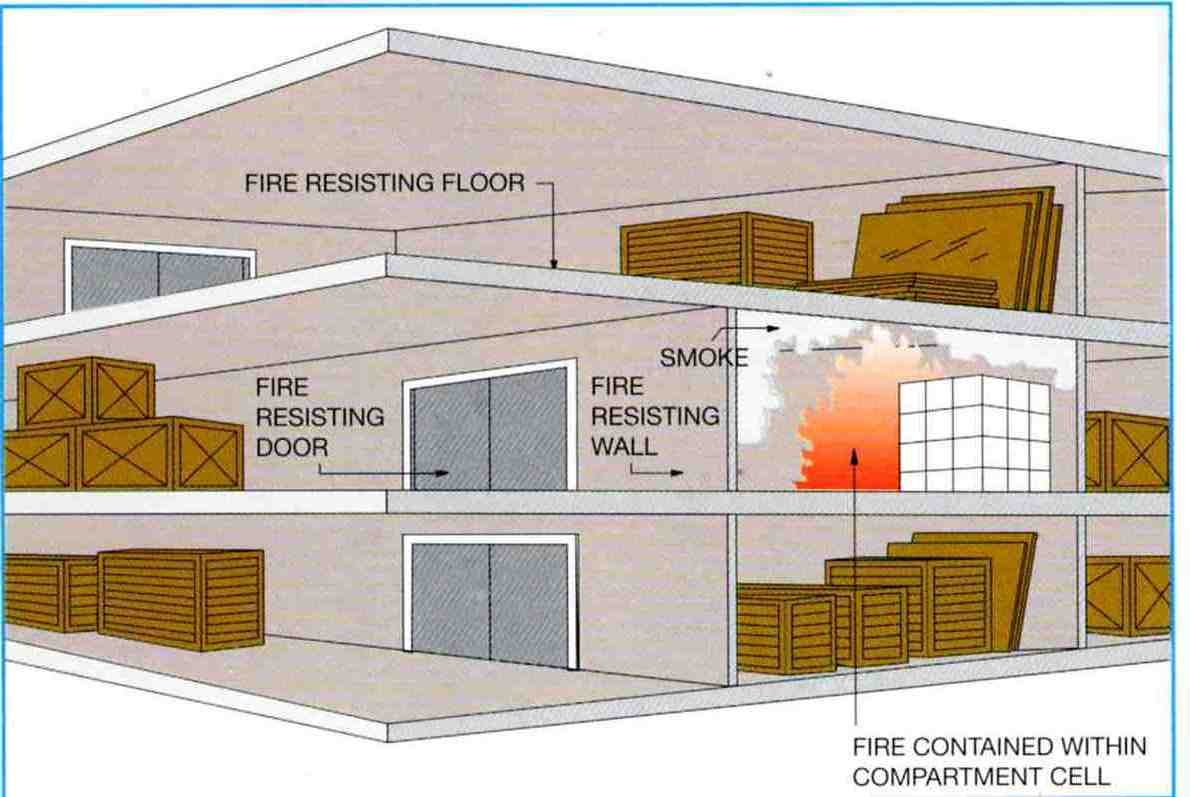 FIRE RESISTING FLOOR
SMOKE
FIRE
RESISTING
DOOR
FIRE
RESISTING
WALL
FIRE CONTAINED WITHIN
COMPARTMENT CELL